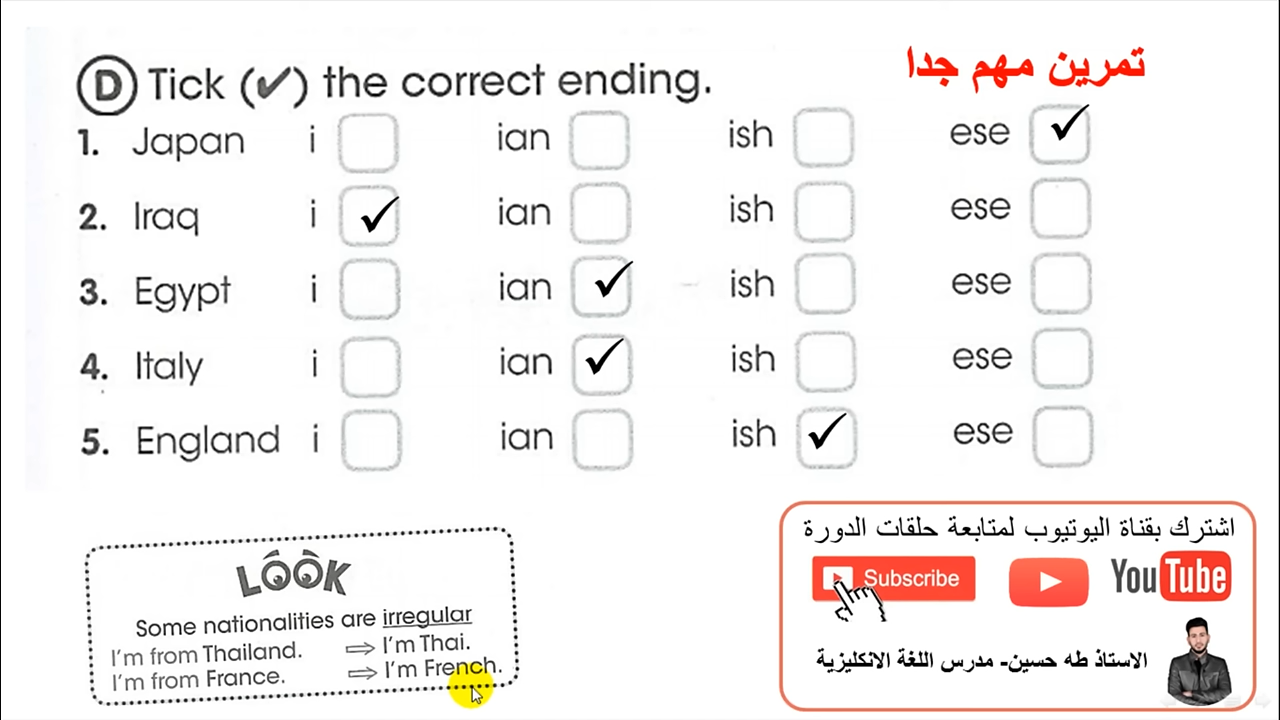 D Tick (✔) the correct ending.
تمرين مهم جدا
1. Japan i ian ish ese ✓
2. Iraq i ✓ ian ish ese
3. Egypt i ian ✓ ish ese
4. Italy i ian ✓ ish ese
5. England i ian ish ✓ ese
LOOK
Some nationalities are irregular
I'm from Thailand. ⇨ I'm Thai.
I'm from France. ⇨ I'm French.
اشترك بقناة اليوتيوب لمتابعة حلقات الدورة
Subscribe YouTube
الاستاذ طه حسين- مدرس اللغة الانكليزية